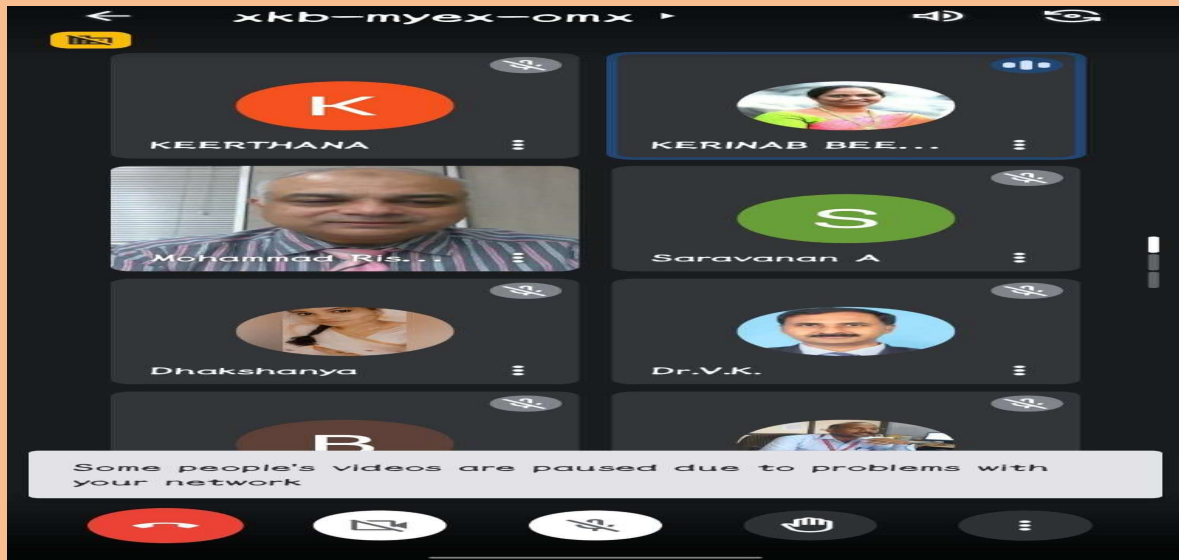 xkb-myex-omx
K
KEERTHANA
KERINAB BEE...
Mohammad Ris...
S
Saravanan A
Dhakshanya
Dr.V.K.
B
Some people's videos are paused due to problems with
your network